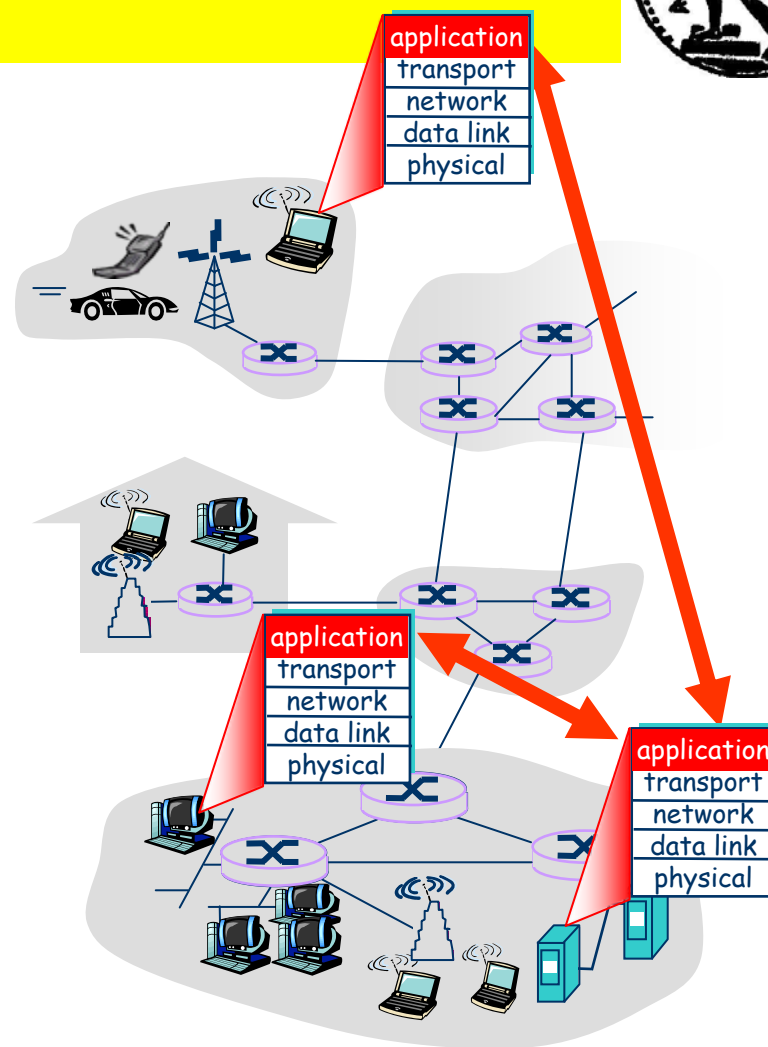 application
transport
network
data link
physical
application
transport
network
data link
physical
application
transport
network
data link
physical